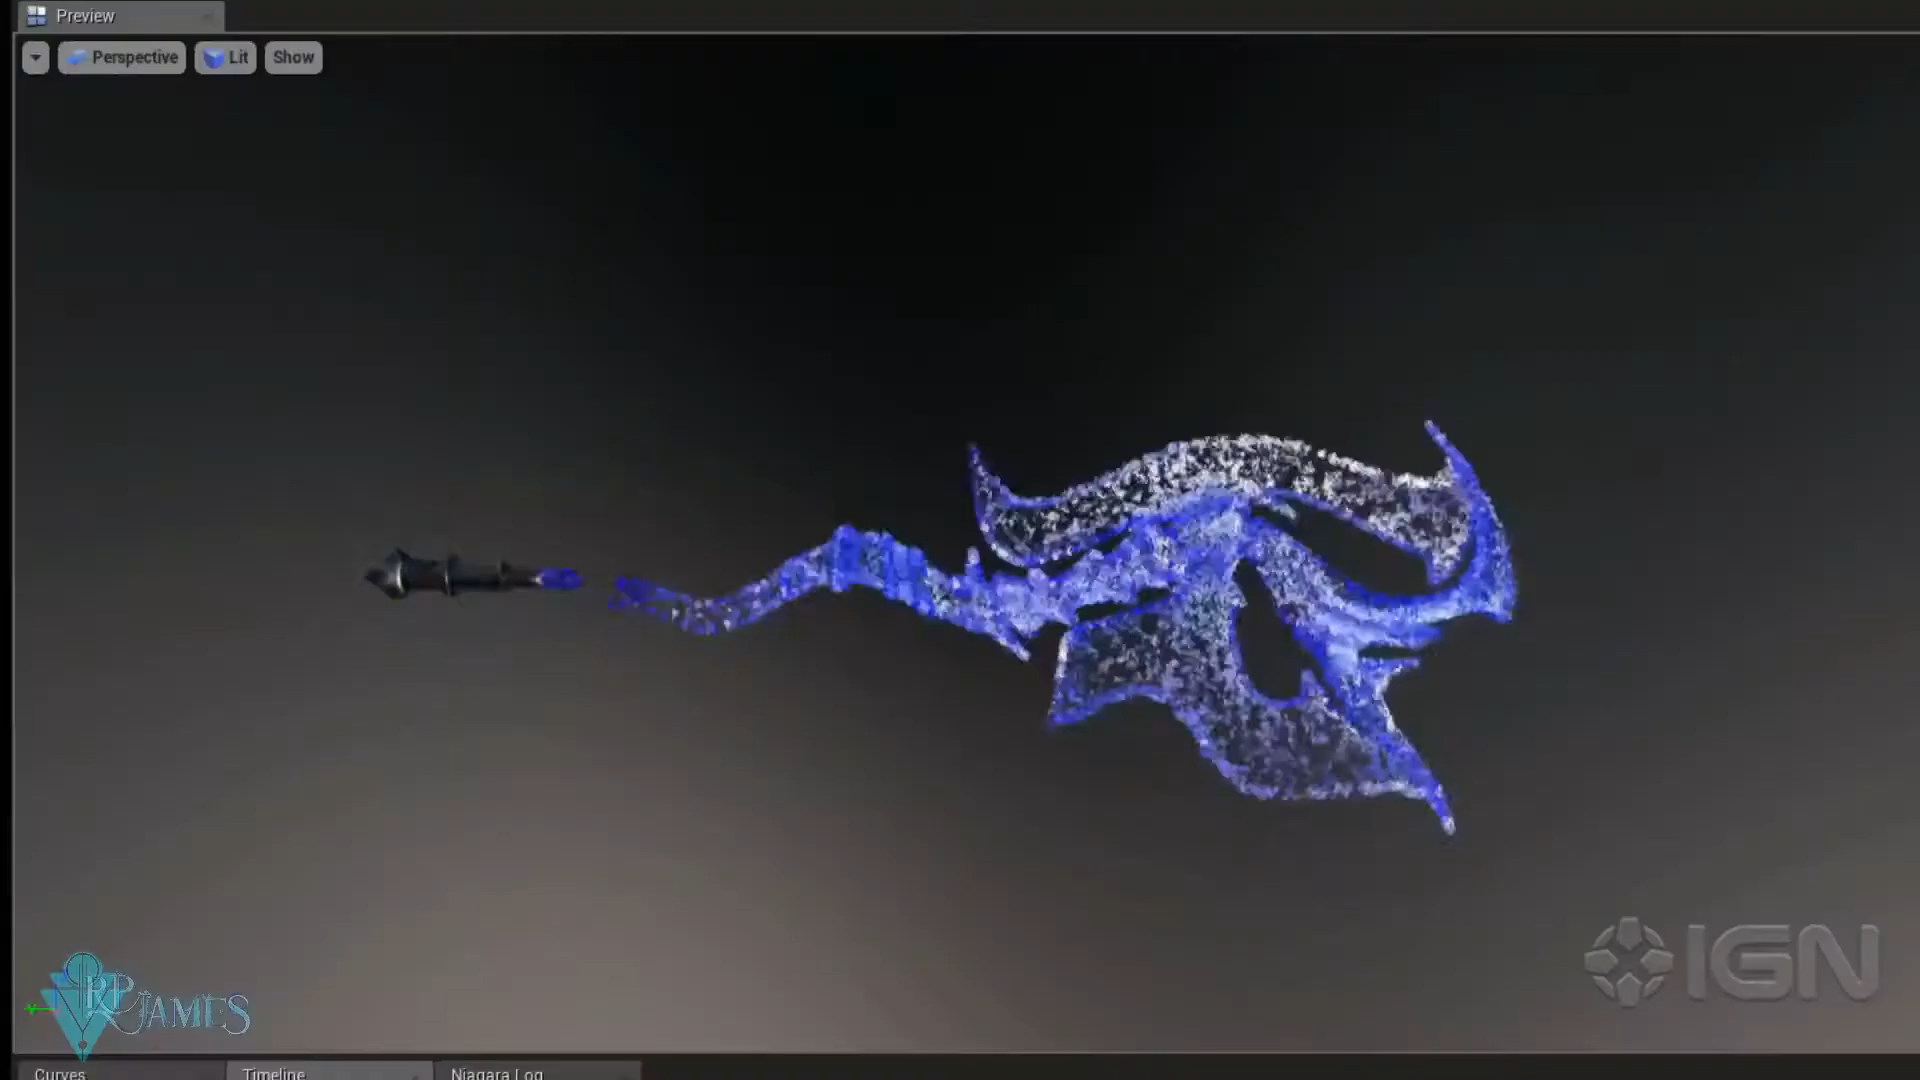 Preview
Perspective
Lit
Show
RP JAMES
IGN
Curves
Timeline
Niagara Log